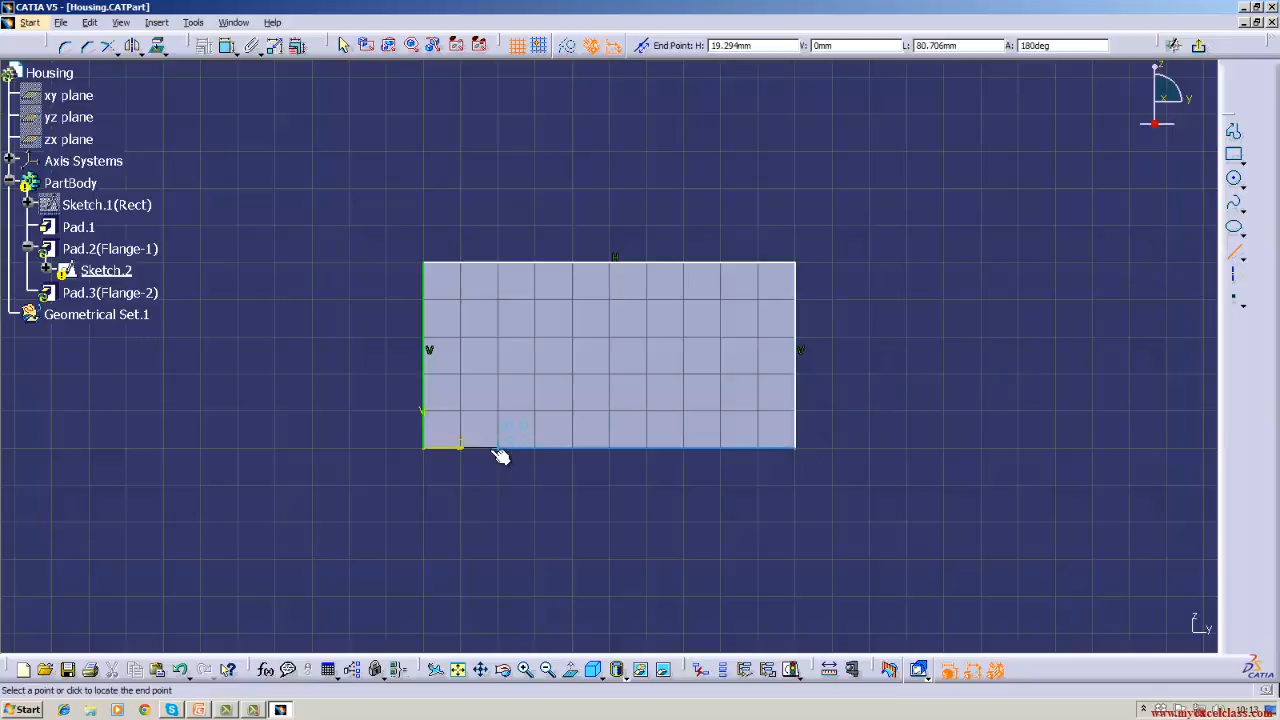 CATIA V5 - [Housing.CATPart]
Start File Edit View Insert Tools Window Help
End Point: H: 19.294mm V: 0mm L: 80.706mm A: 180deg
Housing
xy plane
yz plane
zx plane
Axis Systems
PartBody
Sketch.1(Rect)
Pad.1
Pad.2(Flange-1)
Sketch.2
Pad.3(Flange-2)
Geometrical Set.1
z
x y
H
V V
z
y
f(x)
CATIA
Select a point or click to locate the end point
Start
10:13
www.myexcelclass.com